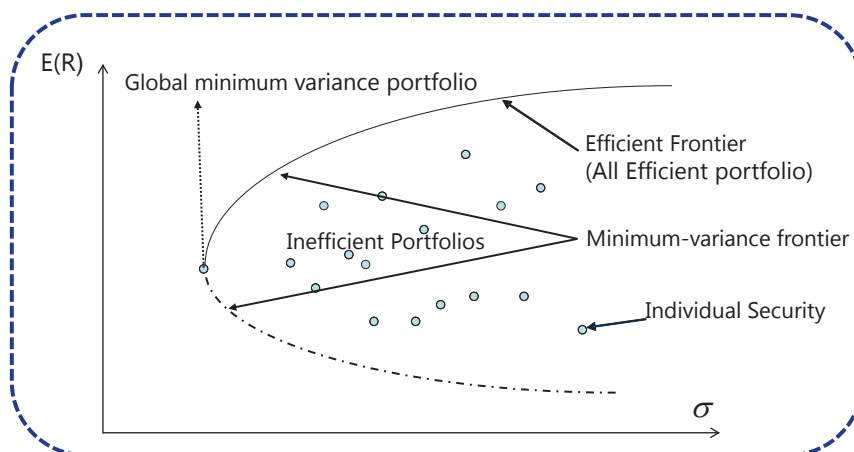 E(R)
Global minimum variance portfolio
Efficient Frontier
(All Efficient portfolio)
Inefficient Portfolios
Minimum-variance frontier
Individual Security
σ